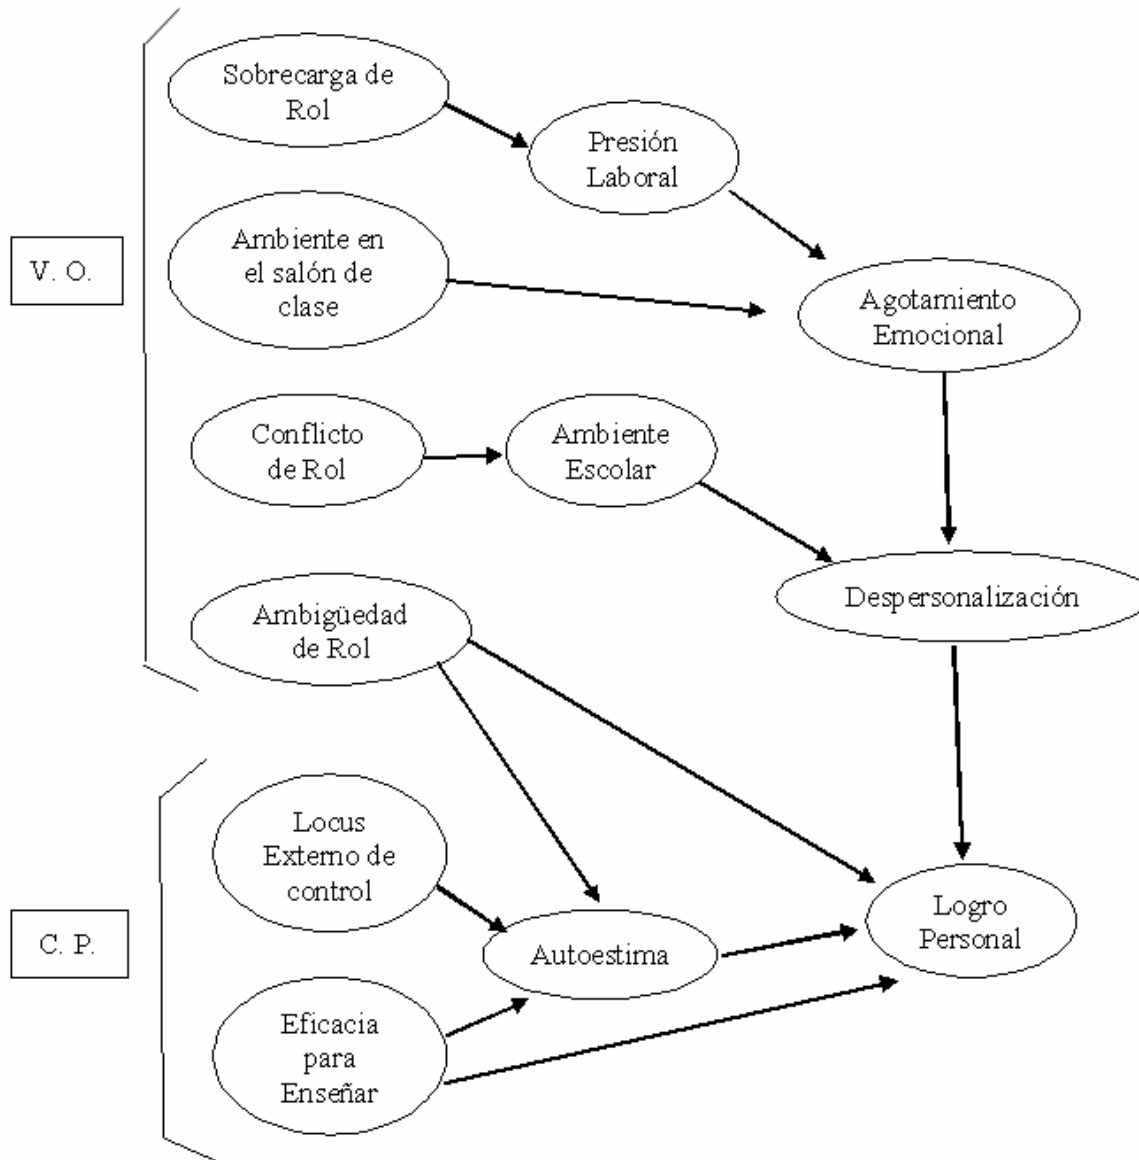 Sobrecarga de
Rol
Presión
Laboral
V. O.
Ambiente en
el salón de
clase
Agotamiento
Emocional
Conflicto
de Rol
Ambiente
Escolar
Despersonalización
Ambigüedad
de Rol
Locus
Externo de
control
C. P.
Autoestima
Logro
Personal
Eficacia
para
Enseñar